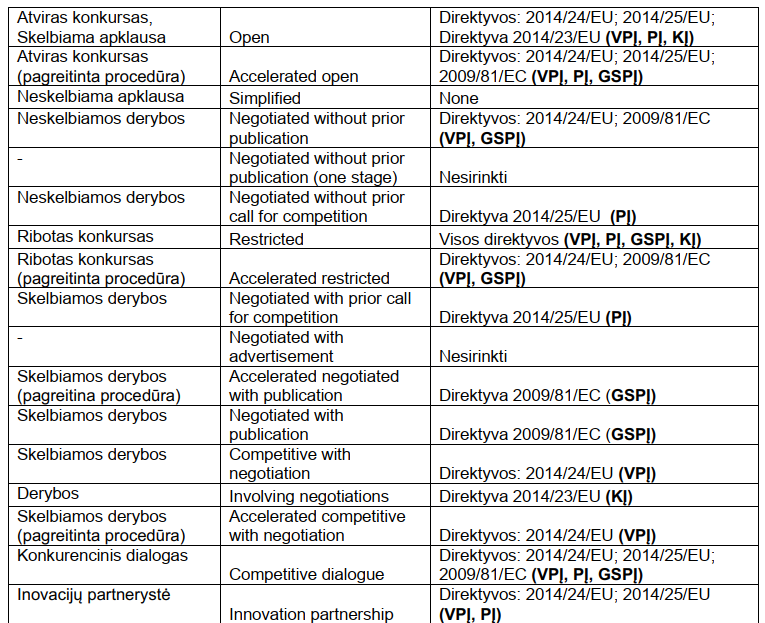 Atviras konkursas,
Skelbiama apklausa
Open
Direktyvos: 2014/24/EU; 2014/25/EU;
Direktyva 2014/23/EU (VPĮ, PĮ, KĮ)
Atviras konkursas
(pagreitinta procedūra)
Accelerated open
Direktyvos: 2014/24/EU; 2014/25/EU;
2009/81/EC (VPĮ, PĮ, GSPĮ)
Neskelbiama apklausa
Simplified
None
Neskelbiamos derybos
Negotiated without prior
publication
Direktyvos: 2014/24/EU; 2009/81/EC
(VPĮ, GSPĮ)
-
Negotiated without prior
publication (one stage)
Nesirinkti
Neskelbiamos derybos
Negotiated without prior
call for competition
Direktyva 2014/25/EU (PĮ)
Ribotas konkursas
Restricted
Visos direktyvos (VPĮ, PĮ, GSPĮ, KĮ)
Ribotas konkursas
(pagreitinta procedūra)
Accelerated restricted
Direktyvos: 2014/24/EU; 2009/81/EC
(VPĮ, GSPĮ)
Skelbiamos derybos
Negotiated with prior call
for competition
Direktyva 2014/25/EU (PĮ)
-
Negotiated with
advertisement
Nesirinkti
Skelbiamos derybos
(pagreitina procedūra)
Accelerated negotiated
with publication
Direktyva 2009/81/EC (GSPĮ)
Skelbiamos derybos
Negotiated with
publication
Direktyva 2009/81/EC (GSPĮ)
Skelbiamos derybos
Competitive with
negotiation
Direktyvos: 2014/24/EU (VPĮ)
Derybos
Involving negotiations
Direktyva 2014/23/EU (KĮ)
Skelbiamos derybos
(pagreitinta procedūra)
Accelerated competitive
with negotiation
Direktyvos: 2014/24/EU (VPĮ)
Konkurencinis dialogas
Competitive dialogue
Direktyvos: 2014/24/EU; 2014/25/EU;
2009/81/EC (VPĮ, PĮ, GSPĮ)
Inovacijų partnerystė
Innovation partnership
Direktyvos: 2014/24/EU; 2014/25/EU
(VPĮ, PĮ)